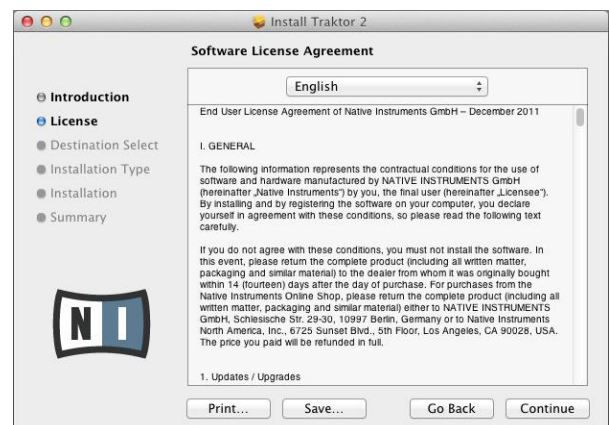 Install Traktor 2
Software License Agreement
Introduction
License
Destination Select
Installation Type
Installation
Summary
English
End User License Agreement of Native Instruments GmbH – December 2011
I. GENERAL
The following information represents the contractual conditions for the use of
software and hardware manufactured by NATIVE INSTRUMENTS GmbH
(hereinafter „Native Instruments“) by you, the final user (hereinafter „Licensee“).
By installing and by registering the software on your computer, you declare
yourself in agreement with these conditions, so please read the following text
carefully.
If you do not agree with these conditions, you must not install the software. In
this event, please return the complete product (including all written matter,
packaging and similar material) to the dealer from whom it was originally bought
within 14 (fourteen) days after the day of purchase. For purchases from the
Native Instruments Online Shop, please return the complete product (including all
written matter, packaging and similar material) either to NATIVE INSTRUMENTS
GmbH, Schlesische Str. 29-30, 10997 Berlin, Germany or to Native Instruments
North America, Inc., 6725 Sunset Blvd., 5th Floor, Los Angeles, CA 90028, USA.
The price you paid will be refunded in full.
1. Updates / Upgrades
NI
Print...
Save...
Go Back
Continue